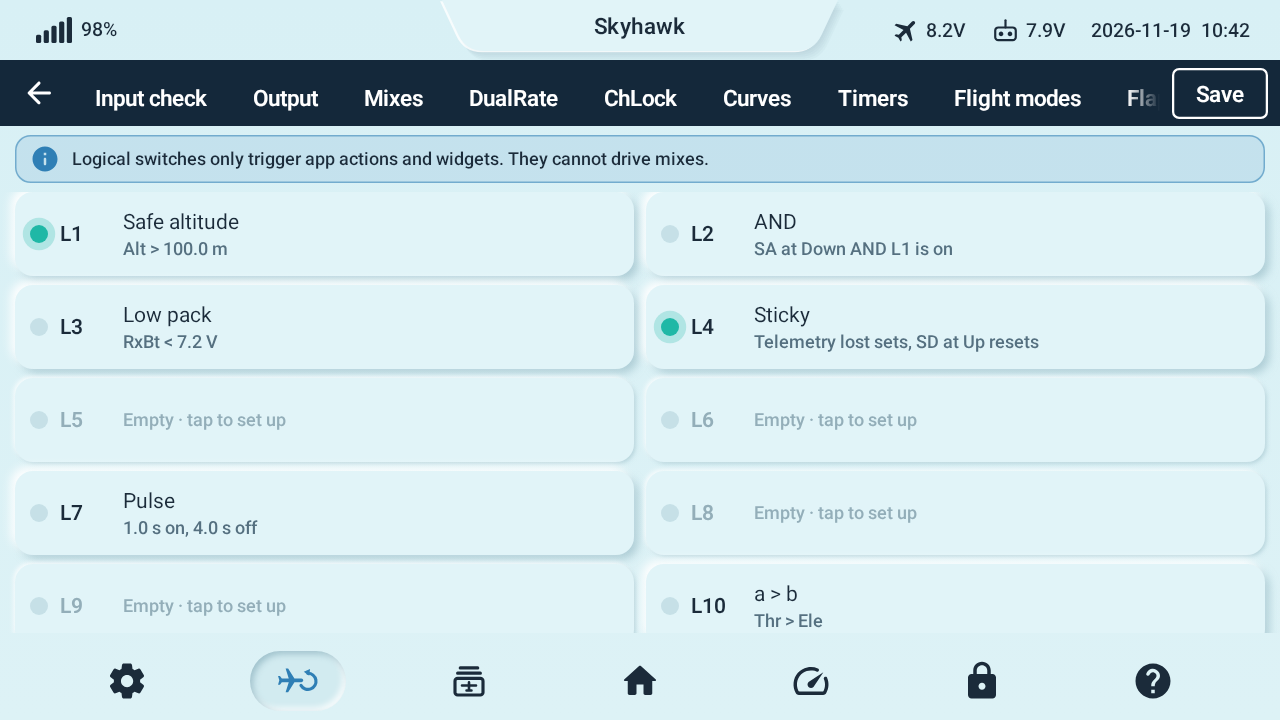 98%
Skyhawk
8.2V
7.9V
2026-11-19 10:42
Input check
Output
Mixes
DualRate
ChLock
Curves
Timers
Flight modes
Fla
Save
Logical switches only trigger app actions and widgets. They cannot drive mixes.
L1
Safe altitude
Alt > 100.0 m
L2
AND
SA at Down AND L1 is on
L3
Low pack
RxBt < 7.2 V
L4
Sticky
Telemetry lost sets, SD at Up resets
L5
Empty · tap to set up
L6
Empty · tap to set up
L7
Pulse
1.0 s on, 4.0 s off
L8
Empty · tap to set up
L9
Empty · tap to set up
L10
a > b
Thr > Ele